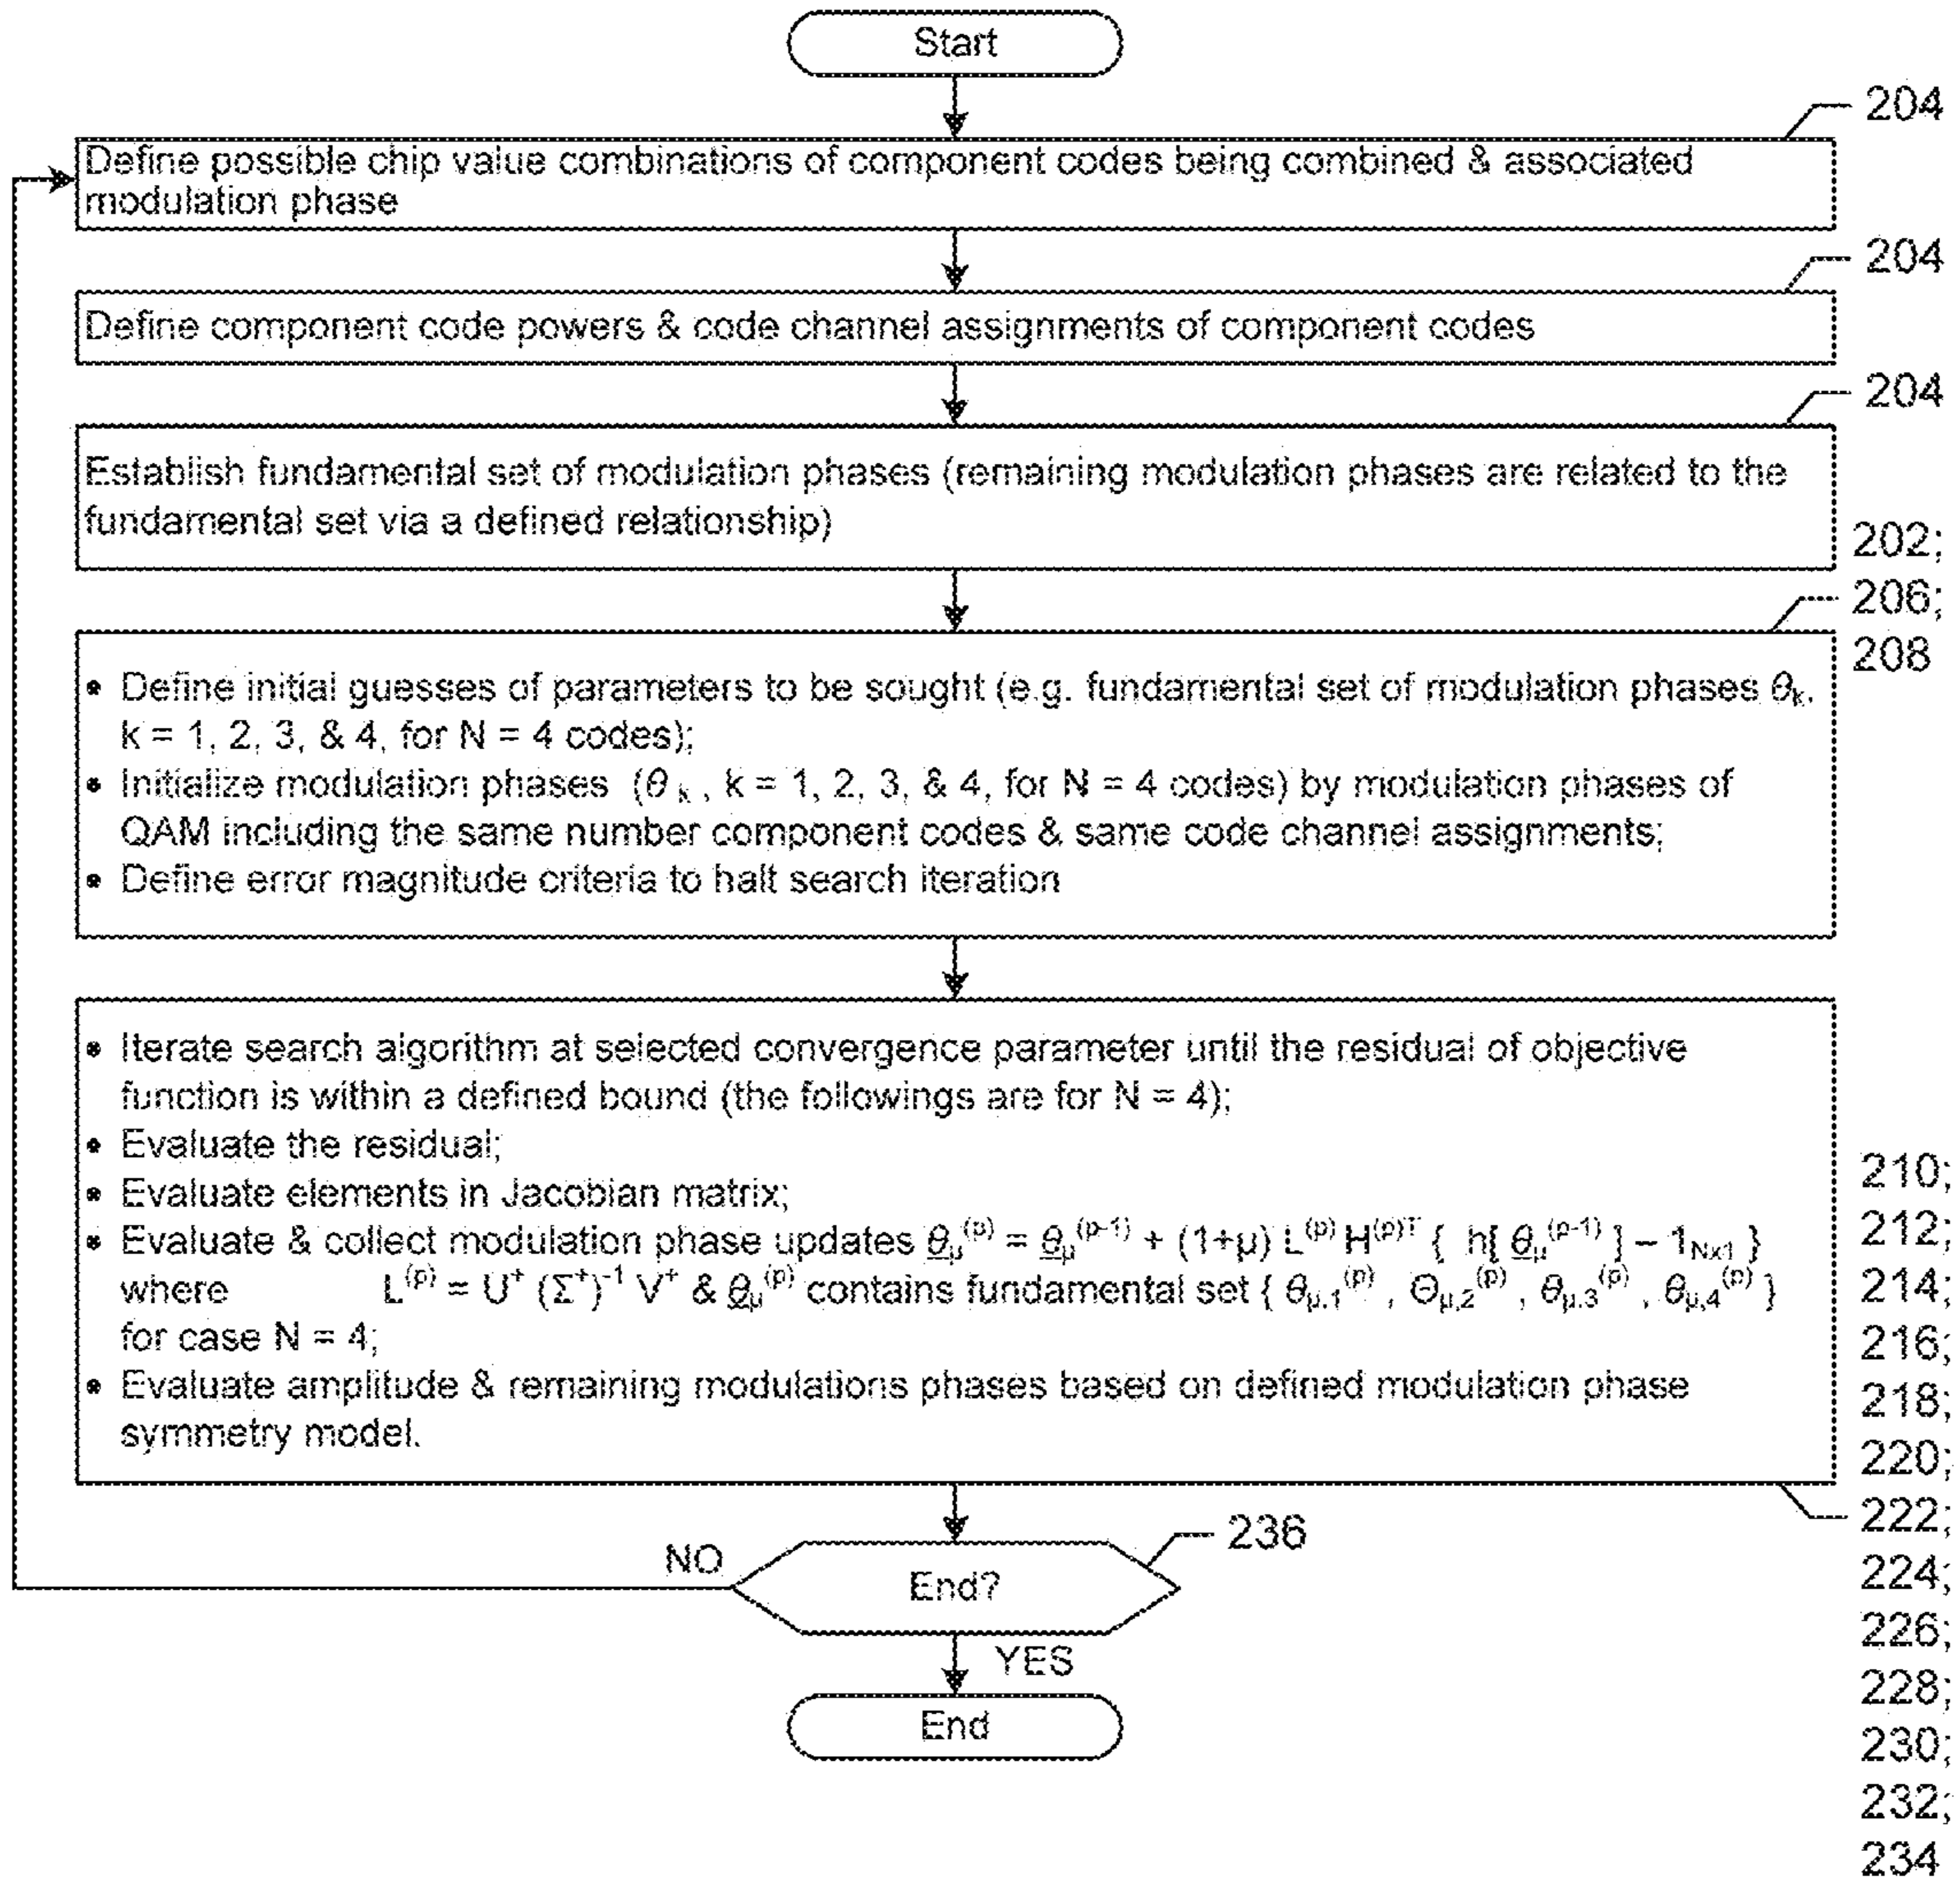 Start
204
Define possible chip value combinations of component codes being combined & associated
modulation phase
204
Define component code powers & code channel assignments of component codes
204
Establish fundamental set of modulation phases (remaining modulation phases are related to the
fundamental set via a defined relationship)
202;
206;
208
• Define initial guesses of parameters to be sought (e.g. fundamental set of modulation phases θk,
k = 1, 2, 3, & 4, for N = 4 codes);
• Initialize modulation phases (θ k , k = 1, 2, 3, & 4, for N = 4 codes) by modulation phases of
QAM including the same number component codes & same code channel assignments;
• Define error magnitude criteria to halt search iteration
• Iterate search algorithm at selected convergence parameter until the residual of objective
function is within a defined bound (the followings are for N = 4);
• Evaluate the residual;
• Evaluate elements in Jacobian matrix;
• Evaluate & collect modulation phase updates θμ^(p) = θμ^(p-1) + (1+μ) L^(p) H^(p)T { h[ θμ^(p-1) ] – 1Nx1 }
where L^(p) = U⁺ (Σ⁺)⁻¹ V⁺ & θμ^(p) contains fundamental set { θμ,1^(p) , Θμ,2^(p) , θμ,3^(p) , θμ,4^(p) }
for case N = 4;
• Evaluate amplitude & remaining modulations phases based on defined modulation phase
symmetry model.
210;
212;
214;
216;
218;
220;
222;
224;
226;
228;
230;
232;
234
236
NO
End?
YES
End